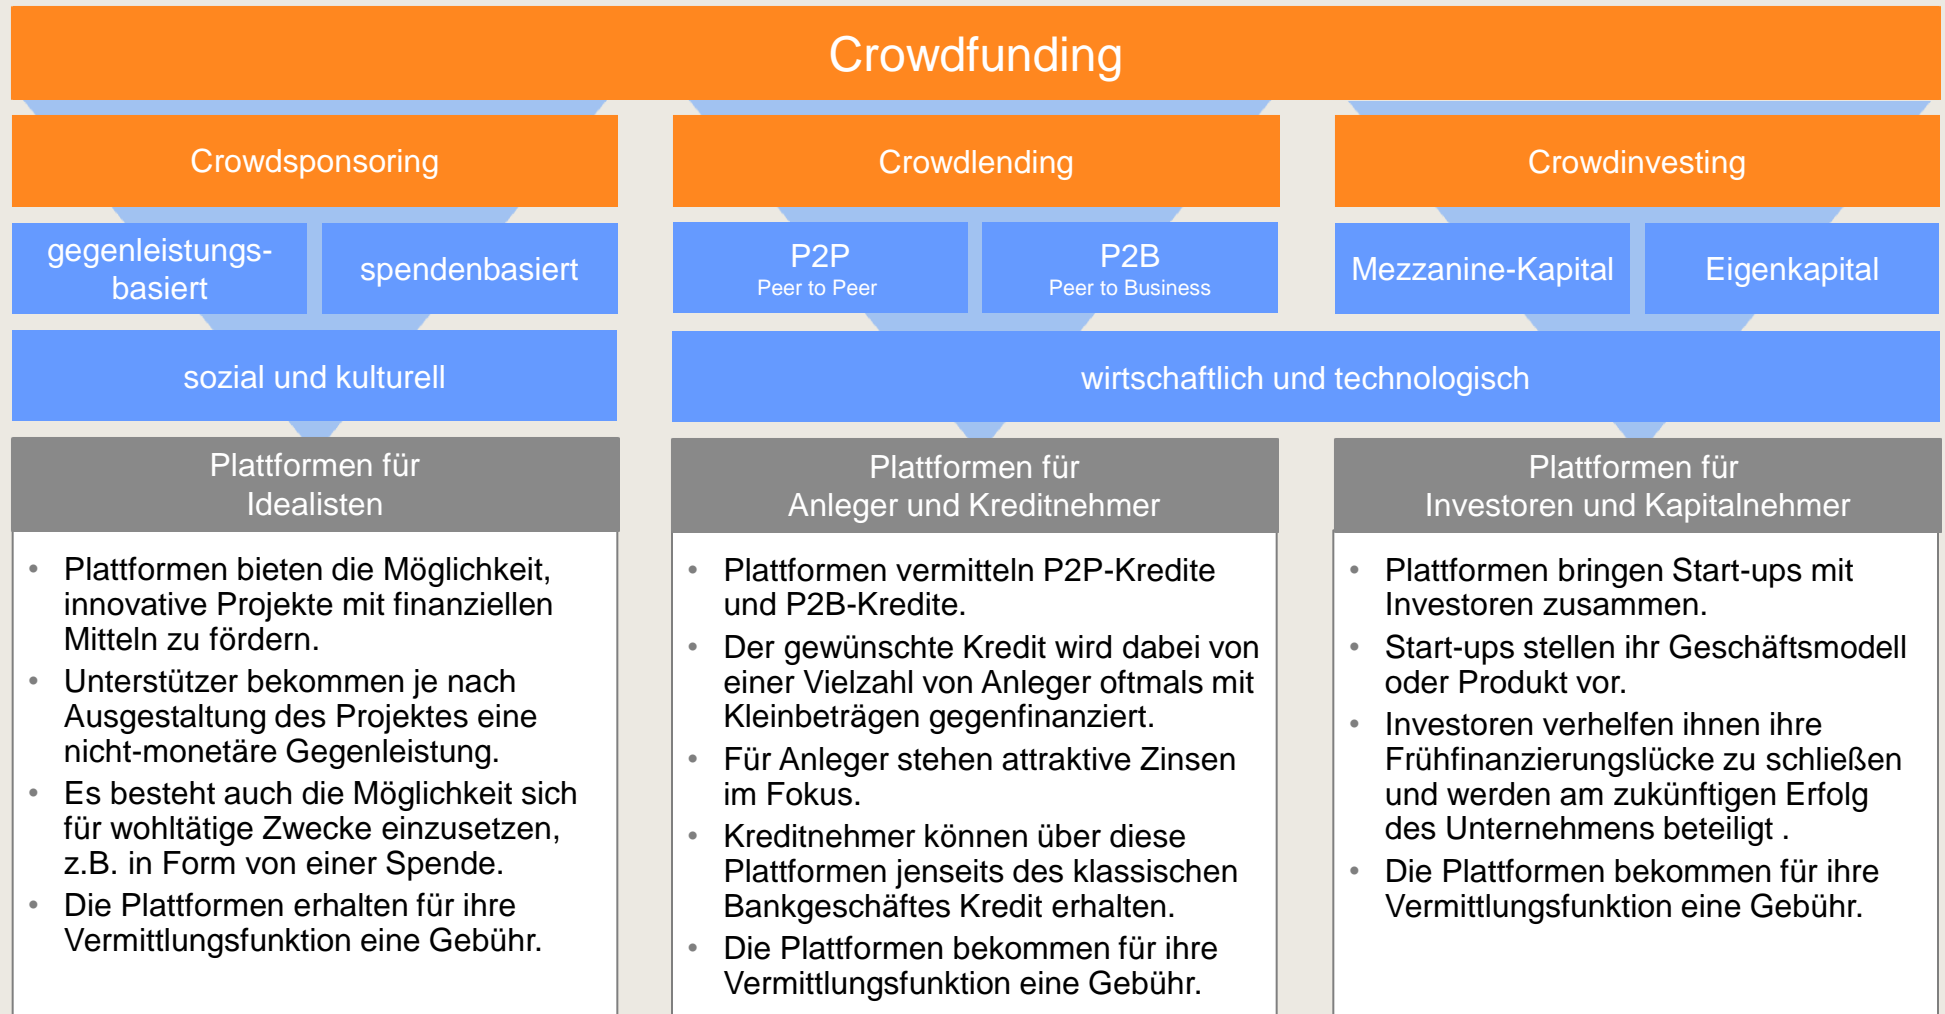 Crowdfunding
Crowdsponsoring
gegenleistungs-
basiert
spendenbasiert
sozial und kulturell
Plattformen für
Idealisten
• Plattformen bieten die Möglichkeit,
innovative Projekte mit finanziellen
Mitteln zu fördern.
• Unterstützer bekommen je nach
Ausgestaltung des Projektes eine
nicht-monetäre Gegenleistung.
• Es besteht auch die Möglichkeit sich
für wohltätige Zwecke einzusetzen,
z.B. in Form von einer Spende.
• Die Plattformen erhalten für ihre
Vermittlungsfunktion eine Gebühr.
Crowdlending
P2P
Peer to Peer
P2B
Peer to Business
wirtschaftlich und technologisch
Plattformen für
Anleger und Kreditnehmer
• Plattformen vermitteln P2P-Kredite
und P2B-Kredite.
• Der gewünschte Kredit wird dabei von
einer Vielzahl von Anleger oftmals mit
Kleinbeträgen gegenfinanziert.
• Für Anleger stehen attraktive Zinsen
im Fokus.
• Kreditnehmer können über diese
Plattformen jenseits des klassischen
Bankgeschäftes Kredit erhalten.
• Die Plattformen bekommen für ihre
Vermittlungsfunktion eine Gebühr.
Crowdinvesting
Mezzanine-Kapital
Eigenkapital
Plattformen für
Investoren und Kapitalnehmer
• Plattformen bringen Start-ups mit
Investoren zusammen.
• Start-ups stellen ihr Geschäftsmodell
oder Produkt vor.
• Investoren verhelfen ihnen ihre
Frühfinanzierungslücke zu schließen
und werden am zukünftigen Erfolg
des Unternehmens beteiligt .
• Die Plattformen bekommen für ihre
Vermittlungsfunktion eine Gebühr.